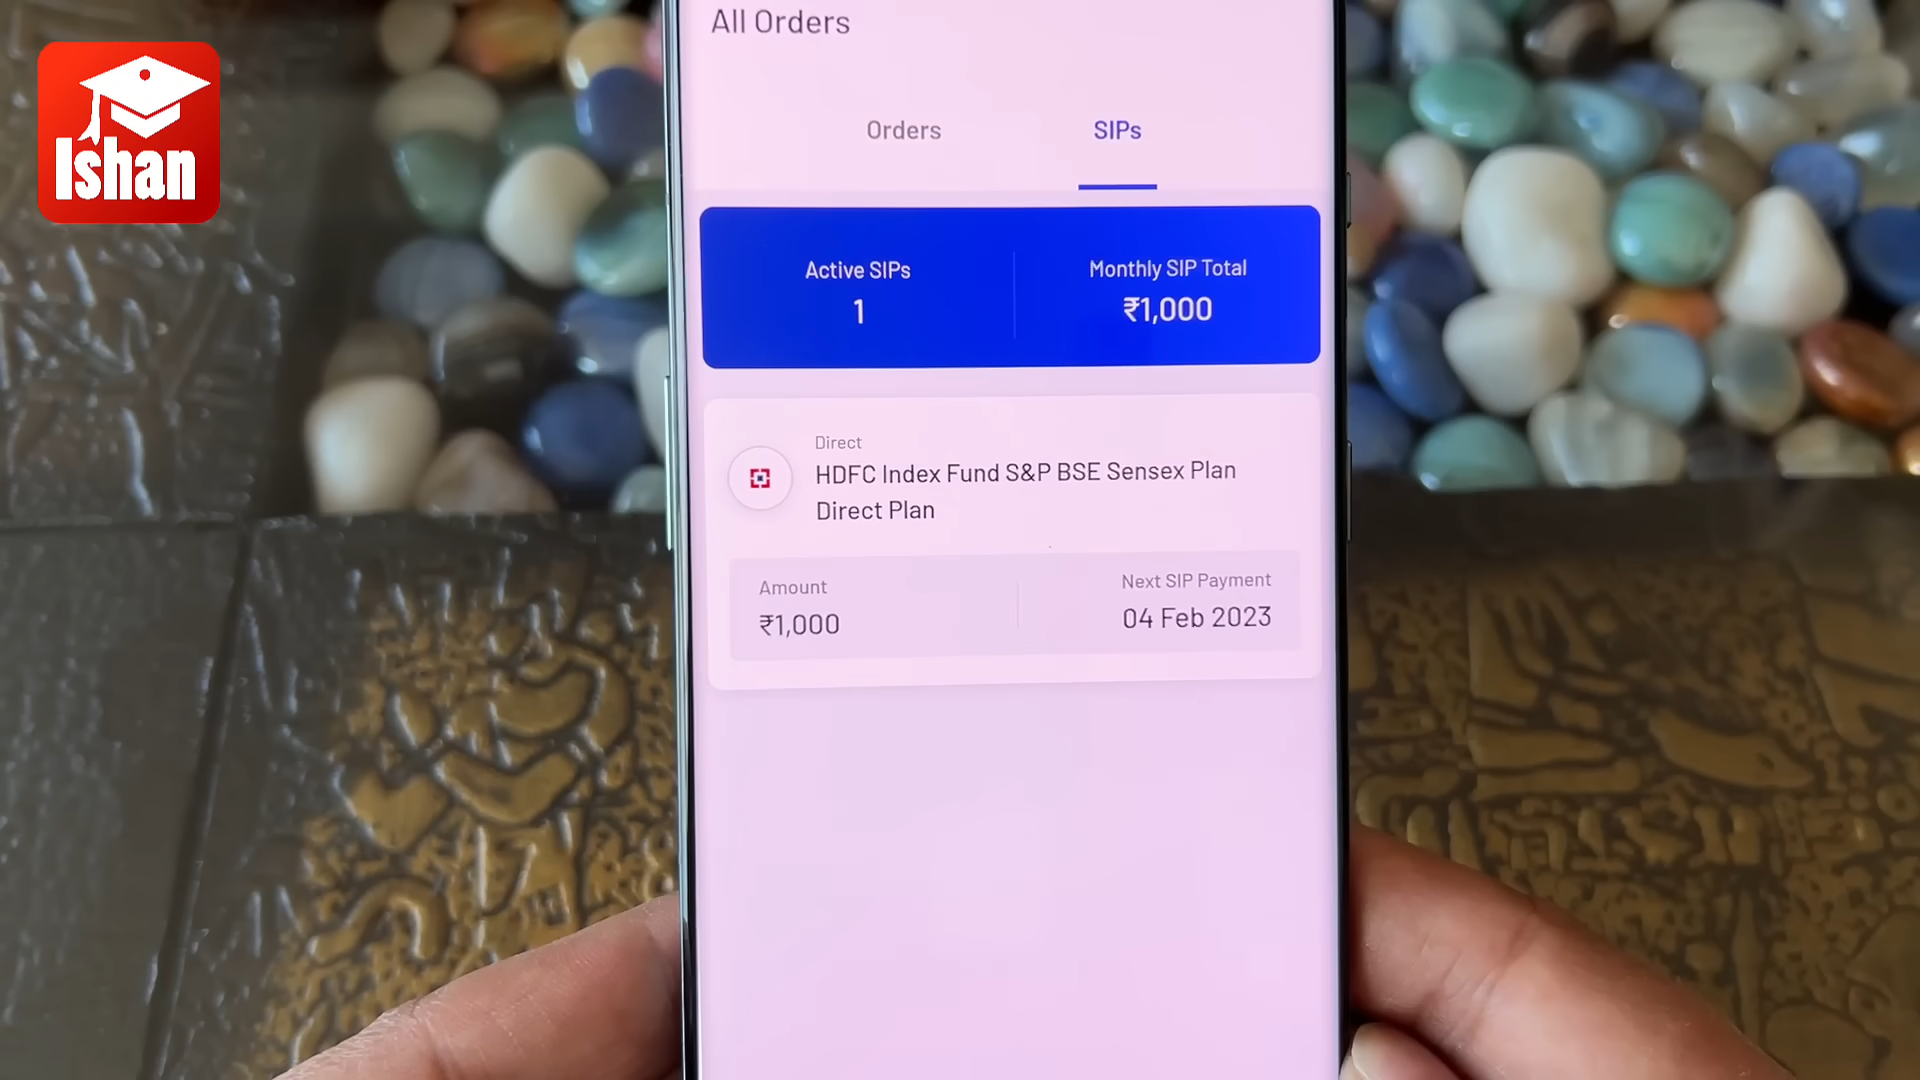 Ishan
All Orders
Orders
SIPs
Active SIPs
1
Monthly SIP Total
₹1,000
Direct
HDFC Index Fund S&P BSE Sensex Plan
Direct Plan
Amount
₹1,000
Next SIP Payment
04 Feb 2023